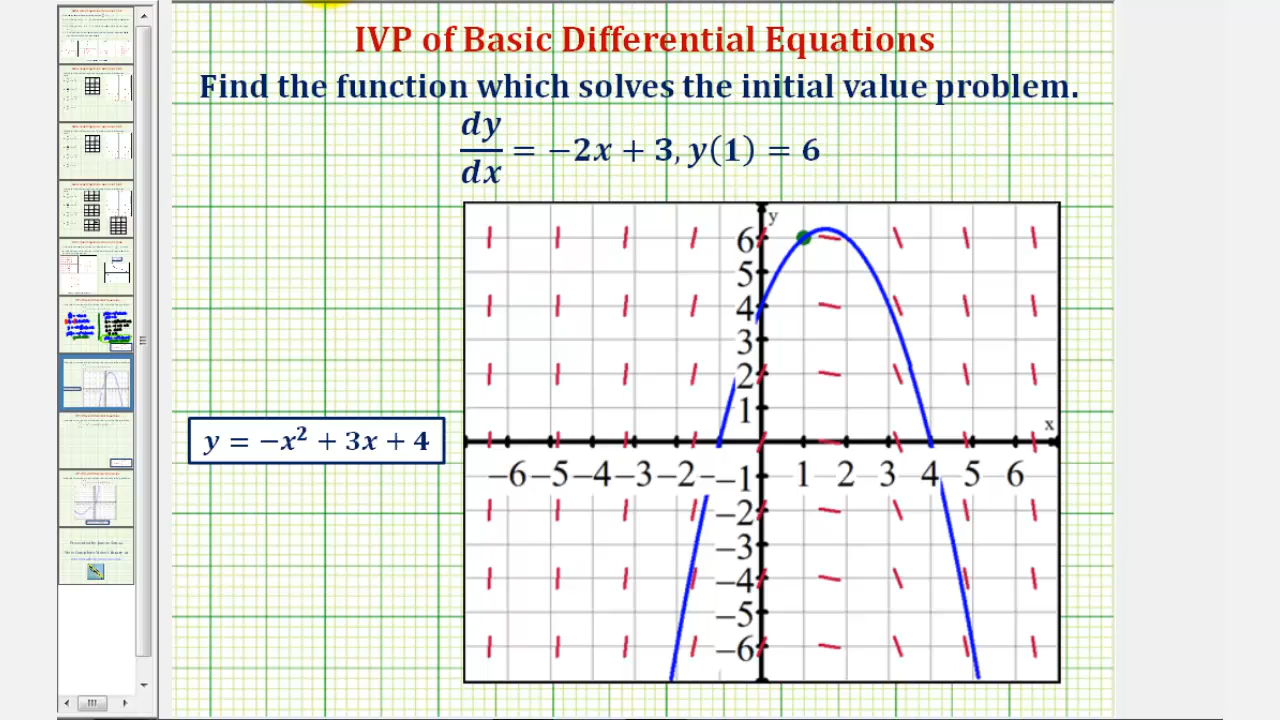 IVP of Basic Differential Equations
Find the function which solves the initial value problem.
dy/dx = −2x + 3, y(1) = 6
y
6
5
4
3
2
1
x
−6 −5 −4 −3 −2 − −1 1 2 3 4 5 6
−2
−3
−4
−5
−6
y = −x² + 3x + 4